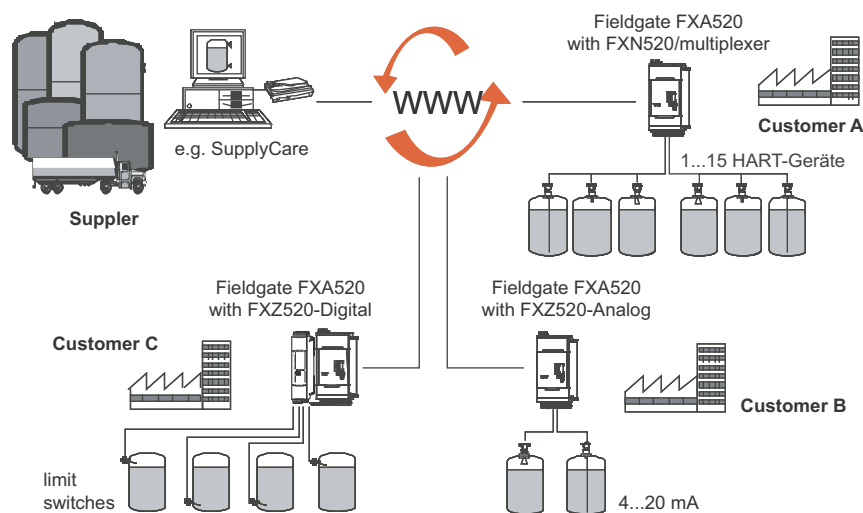 Fieldgate FXA520
with FXN520/multiplexer
WWW
Customer A
e.g. SupplyCare
1...15 HART-Geräte
Suppler
Fieldgate FXA520
with FXZ520-Digital
Fieldgate FXA520
with FXZ520-Analog
Customer C
Customer B
limit
switches
4...20 mA